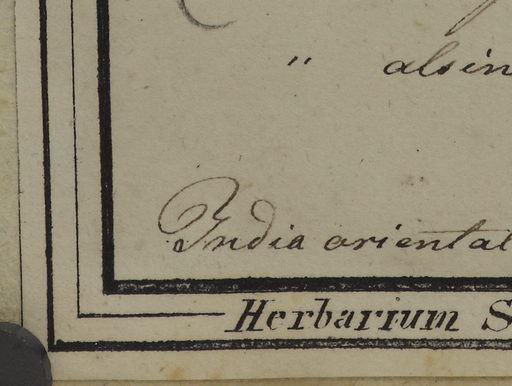 " alsin
India oriental
Herbarium S